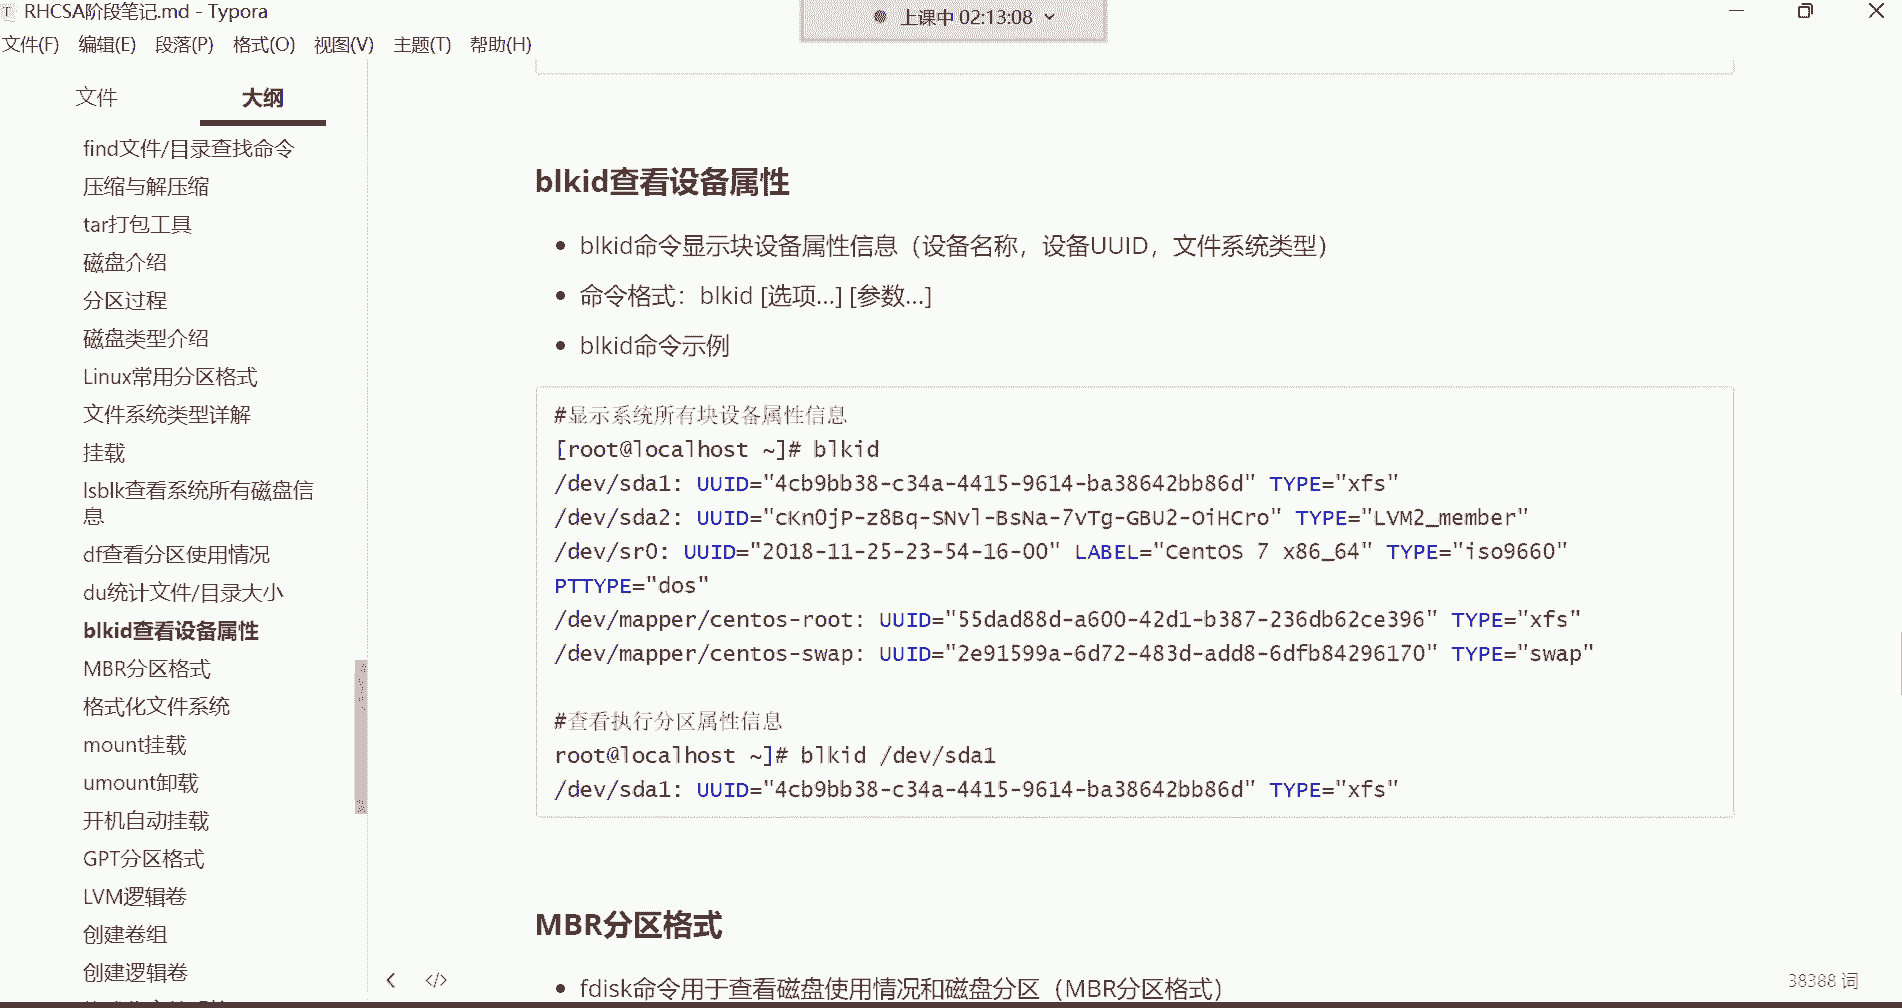 RHCSA阶段笔记.md - Typora
上课中 02:13:08
文件(F) 编辑(E) 段落(P) 格式(O) 视图(V) 主题(T) 帮助(H)
文件 大纲
find文件/目录查找命令
压缩与解压缩
tar打包工具
磁盘介绍
分区过程
磁盘类型介绍
Linux常用分区格式
文件系统类型详解
挂载
lsblk查看系统所有磁盘信
息
df查看分区使用情况
du统计文件/目录大小
blkid查看设备属性
MBR分区格式
格式化文件系统
mount挂载
umount卸载
开机自动挂载
GPT分区格式
LVM逻辑卷
创建卷组
创建逻辑卷
blkid查看设备属性
blkid命令显示块设备属性信息（设备名称，设备UUID，文件系统类型）
命令格式：blkid [选项...] [参数...]
blkid命令示例
#显示系统所有块设备属性信息
[root@localhost ~]# blkid
/dev/sda1: UUID="4cb9bb38-c34a-4415-9614-ba38642bb86d" TYPE="xfs"
/dev/sda2: UUID="cKn0jP-z8Bq-SNvl-BsNa-7vTg-GBU2-OiHCro" TYPE="LVM2_member"
/dev/sr0: UUID="2018-11-25-23-54-16-00" LABEL="CentOS 7 x86_64" TYPE="iso9660"
PTTYPE="dos"
/dev/mapper/centos-root: UUID="55dad88d-a600-42d1-b387-236db62ce396" TYPE="xfs"
/dev/mapper/centos-swap: UUID="2e91599a-6d72-483d-add8-6dfb84296170" TYPE="swap"
#查看执行分区属性信息
root@localhost ~]# blkid /dev/sda1
/dev/sda1: UUID="4cb9bb38-c34a-4415-9614-ba38642bb86d" TYPE="xfs"
MBR分区格式
fdisk命令用于查看磁盘使用情况和磁盘分区（MBR分区格式）
38388 词